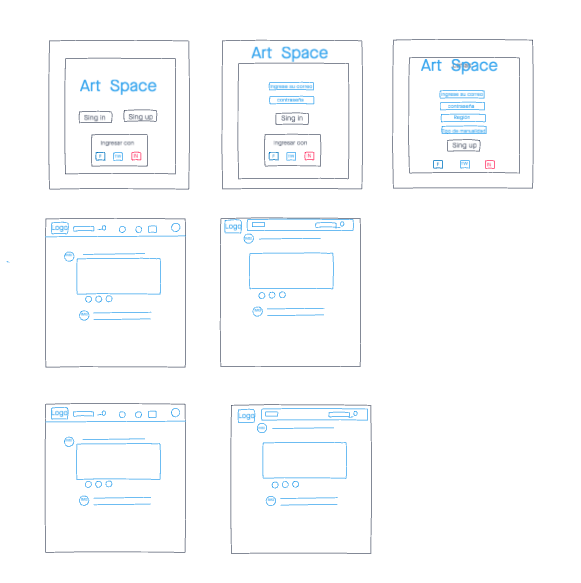 Art Space
Sing in
Sing up
Ingresar con
F
TW
Art Space
Ingrese su correo
contraseña
Sing in
Ingresar con
F
TW
Art Space
Ingrese su correo
contraseña
Región
Tipo de manualidad
Sing up
F
TW
Logo
Logo
Logo
Logo